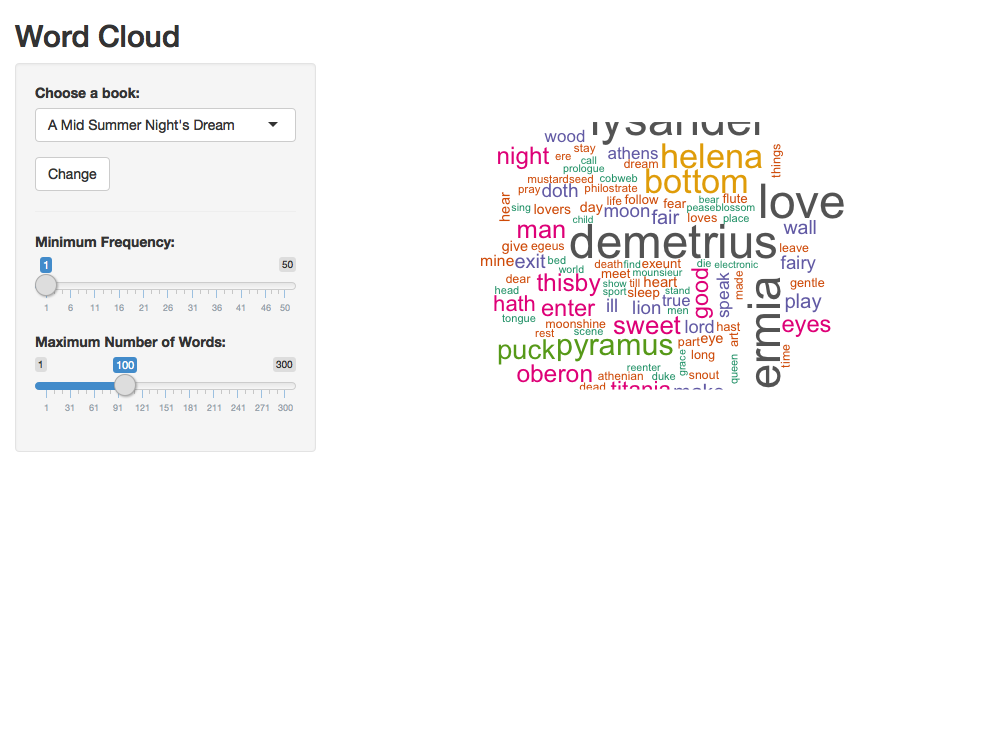 Word Cloud
Choose a book:
A Mid Summer Night's Dream
Change
Minimum Frequency:
1 50
1 6 11 16 21 26 31 36 41 46 50
Maximum Number of Words:
1 100 300
1 31 61 91 121 151 181 211 241 271 300
lysander
wood
stay
night ere call athens helena things
prologue dream
mustardseed cobweb bottom
pray doth philostrate
hear life follow fear bear flute love
sing lovers day moon fair peaseblossom
child loves place
man demetrius wall
give egeus leave
mine exit bed death find exeunt die electronic fairy
world meet mounsieur
dear thisby show till heart good speak made gentle
head sport sleep stand
hath enter ill lion true men hermia play
tongue moonshine sweet lord hast eyes
rest scene
puck pyramus part eye art
grace long time
oberon reenter queen
athenian duke snout
dead titania make